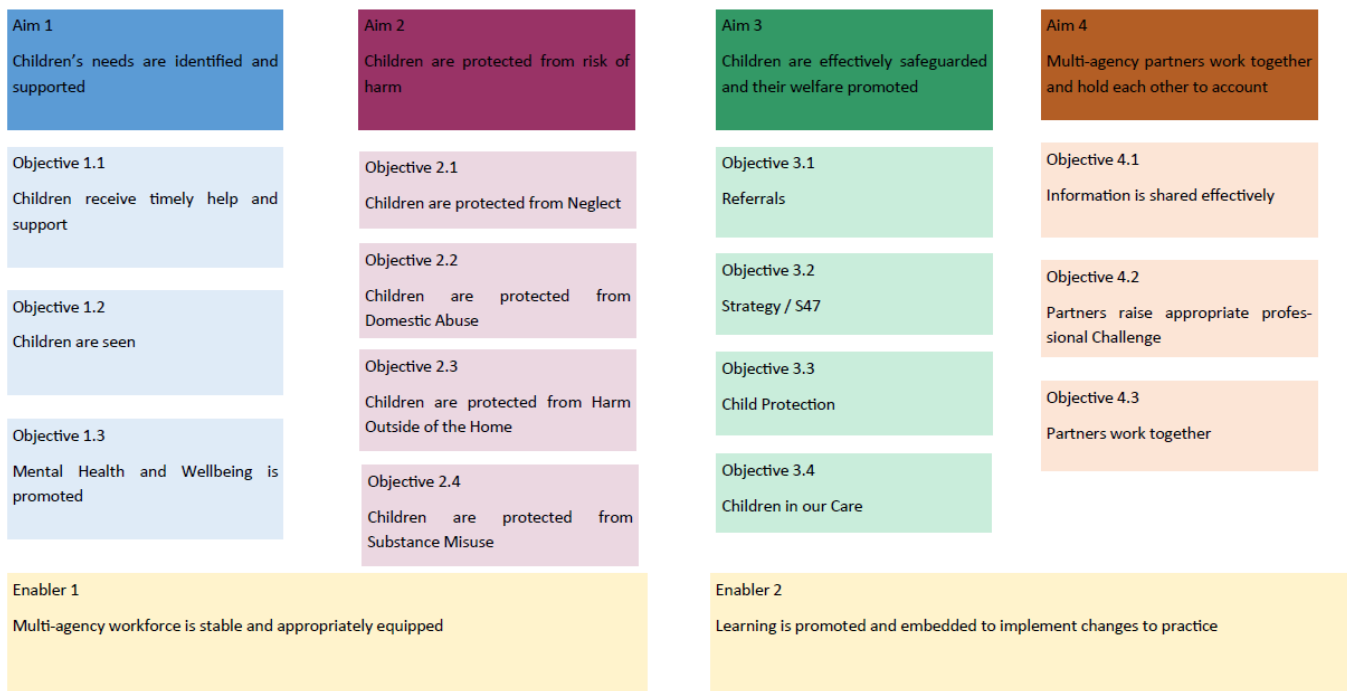 Aim 1
Children’s needs are identified and
supported
Objective 1.1
Children receive timely help and
support
Objective 1.2
Children are seen
Objective 1.3
Mental Health and Wellbeing is
promoted
Aim 2
Children are protected from risk of
harm
Objective 2.1
Children are protected from Neglect
Objective 2.2
Children are protected from
Domestic Abuse
Objective 2.3
Children are protected from Harm
Outside of the Home
Objective 2.4
Children are protected from
Substance Misuse
Aim 3
Children are effectively safeguarded
and their welfare promoted
Objective 3.1
Referrals
Objective 3.2
Strategy / S47
Objective 3.3
Child Protection
Objective 3.4
Children in our Care
Aim 4
Multi-agency partners work together
and hold each other to account
Objective 4.1
Information is shared effectively
Objective 4.2
Partners raise appropriate profes-
sional Challenge
Objective 4.3
Partners work together
Enabler 1
Multi-agency workforce is stable and appropriately equipped
Enabler 2
Learning is promoted and embedded to implement changes to practice